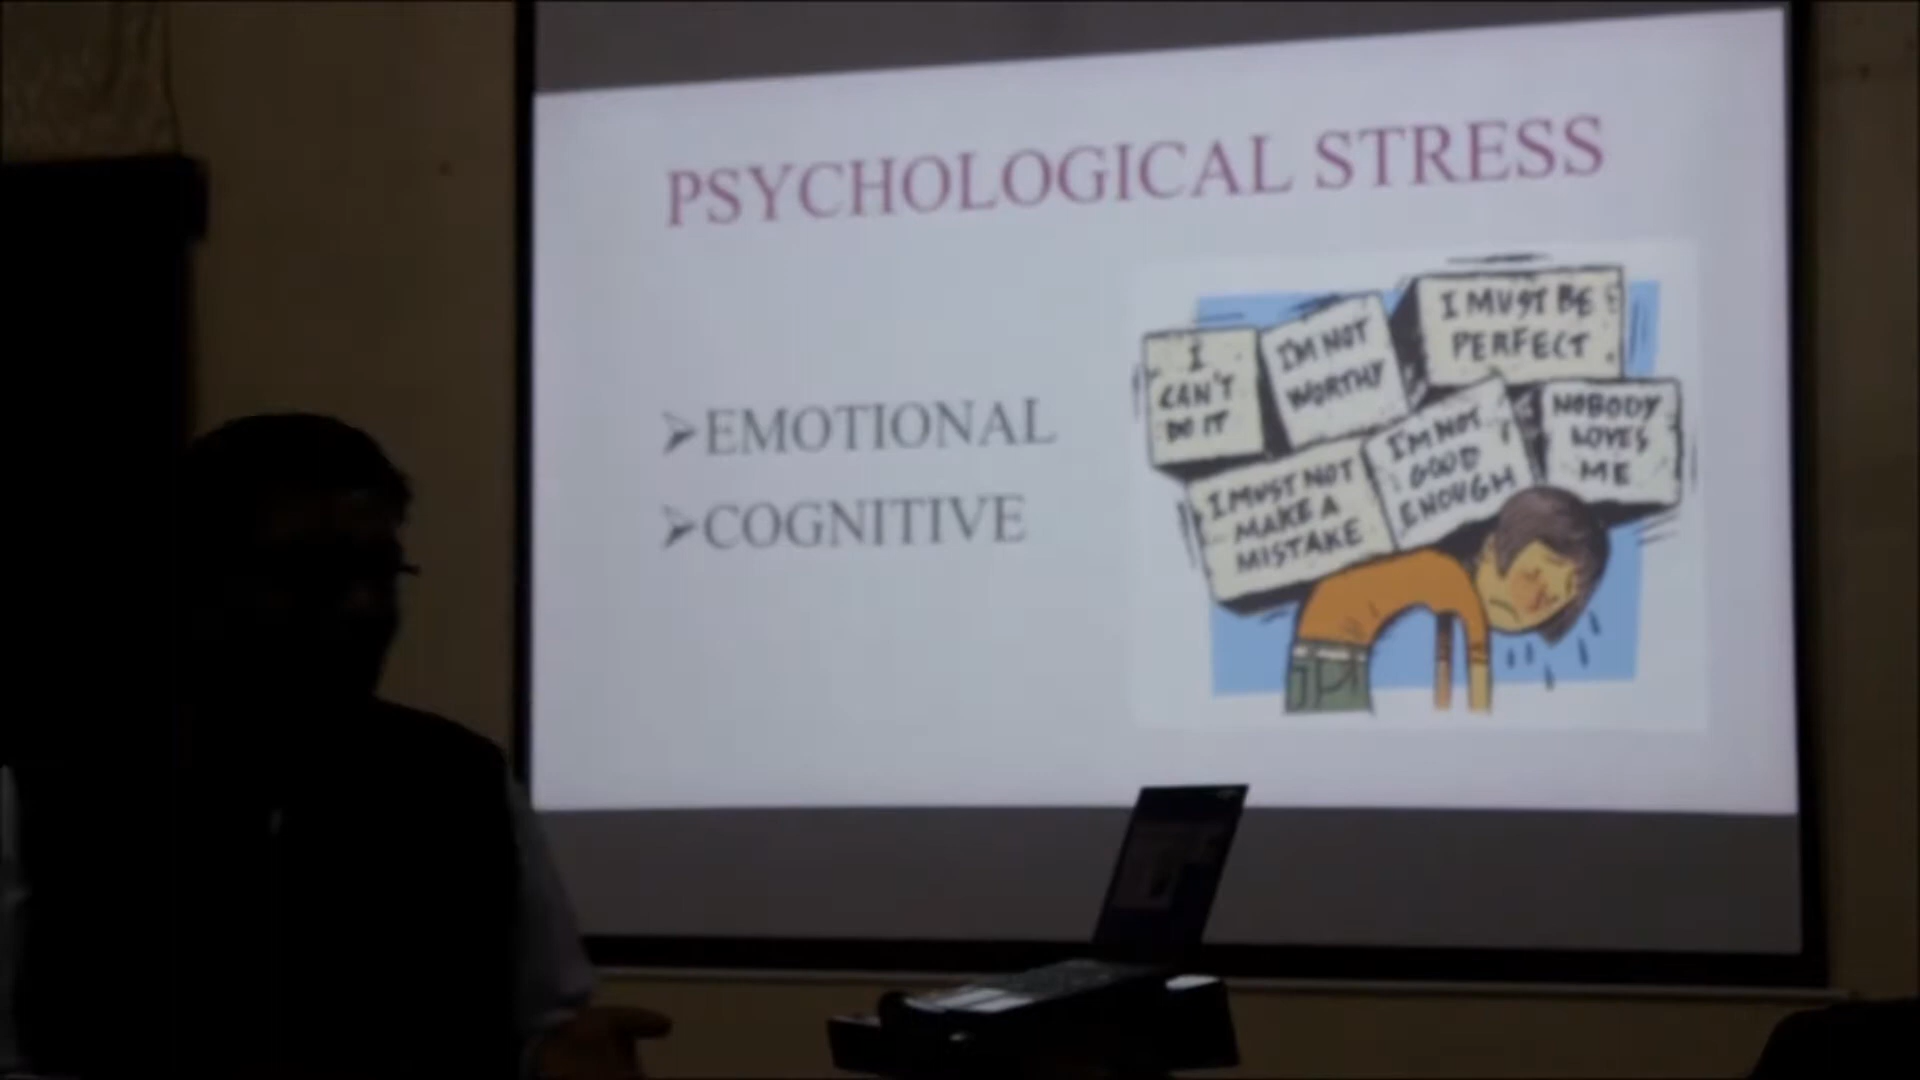 PSYCHOLOGICAL STRESS
➢EMOTIONAL
➢COGNITIVE
I
CAN'T
DO IT
I'M NOT
WORTHY
I MUST BE
PERFECT
I MUST NOT
MAKE A
MISTAKE
I'M NOT
GOOD
ENOUGH
NOBODY
LOVES
ME